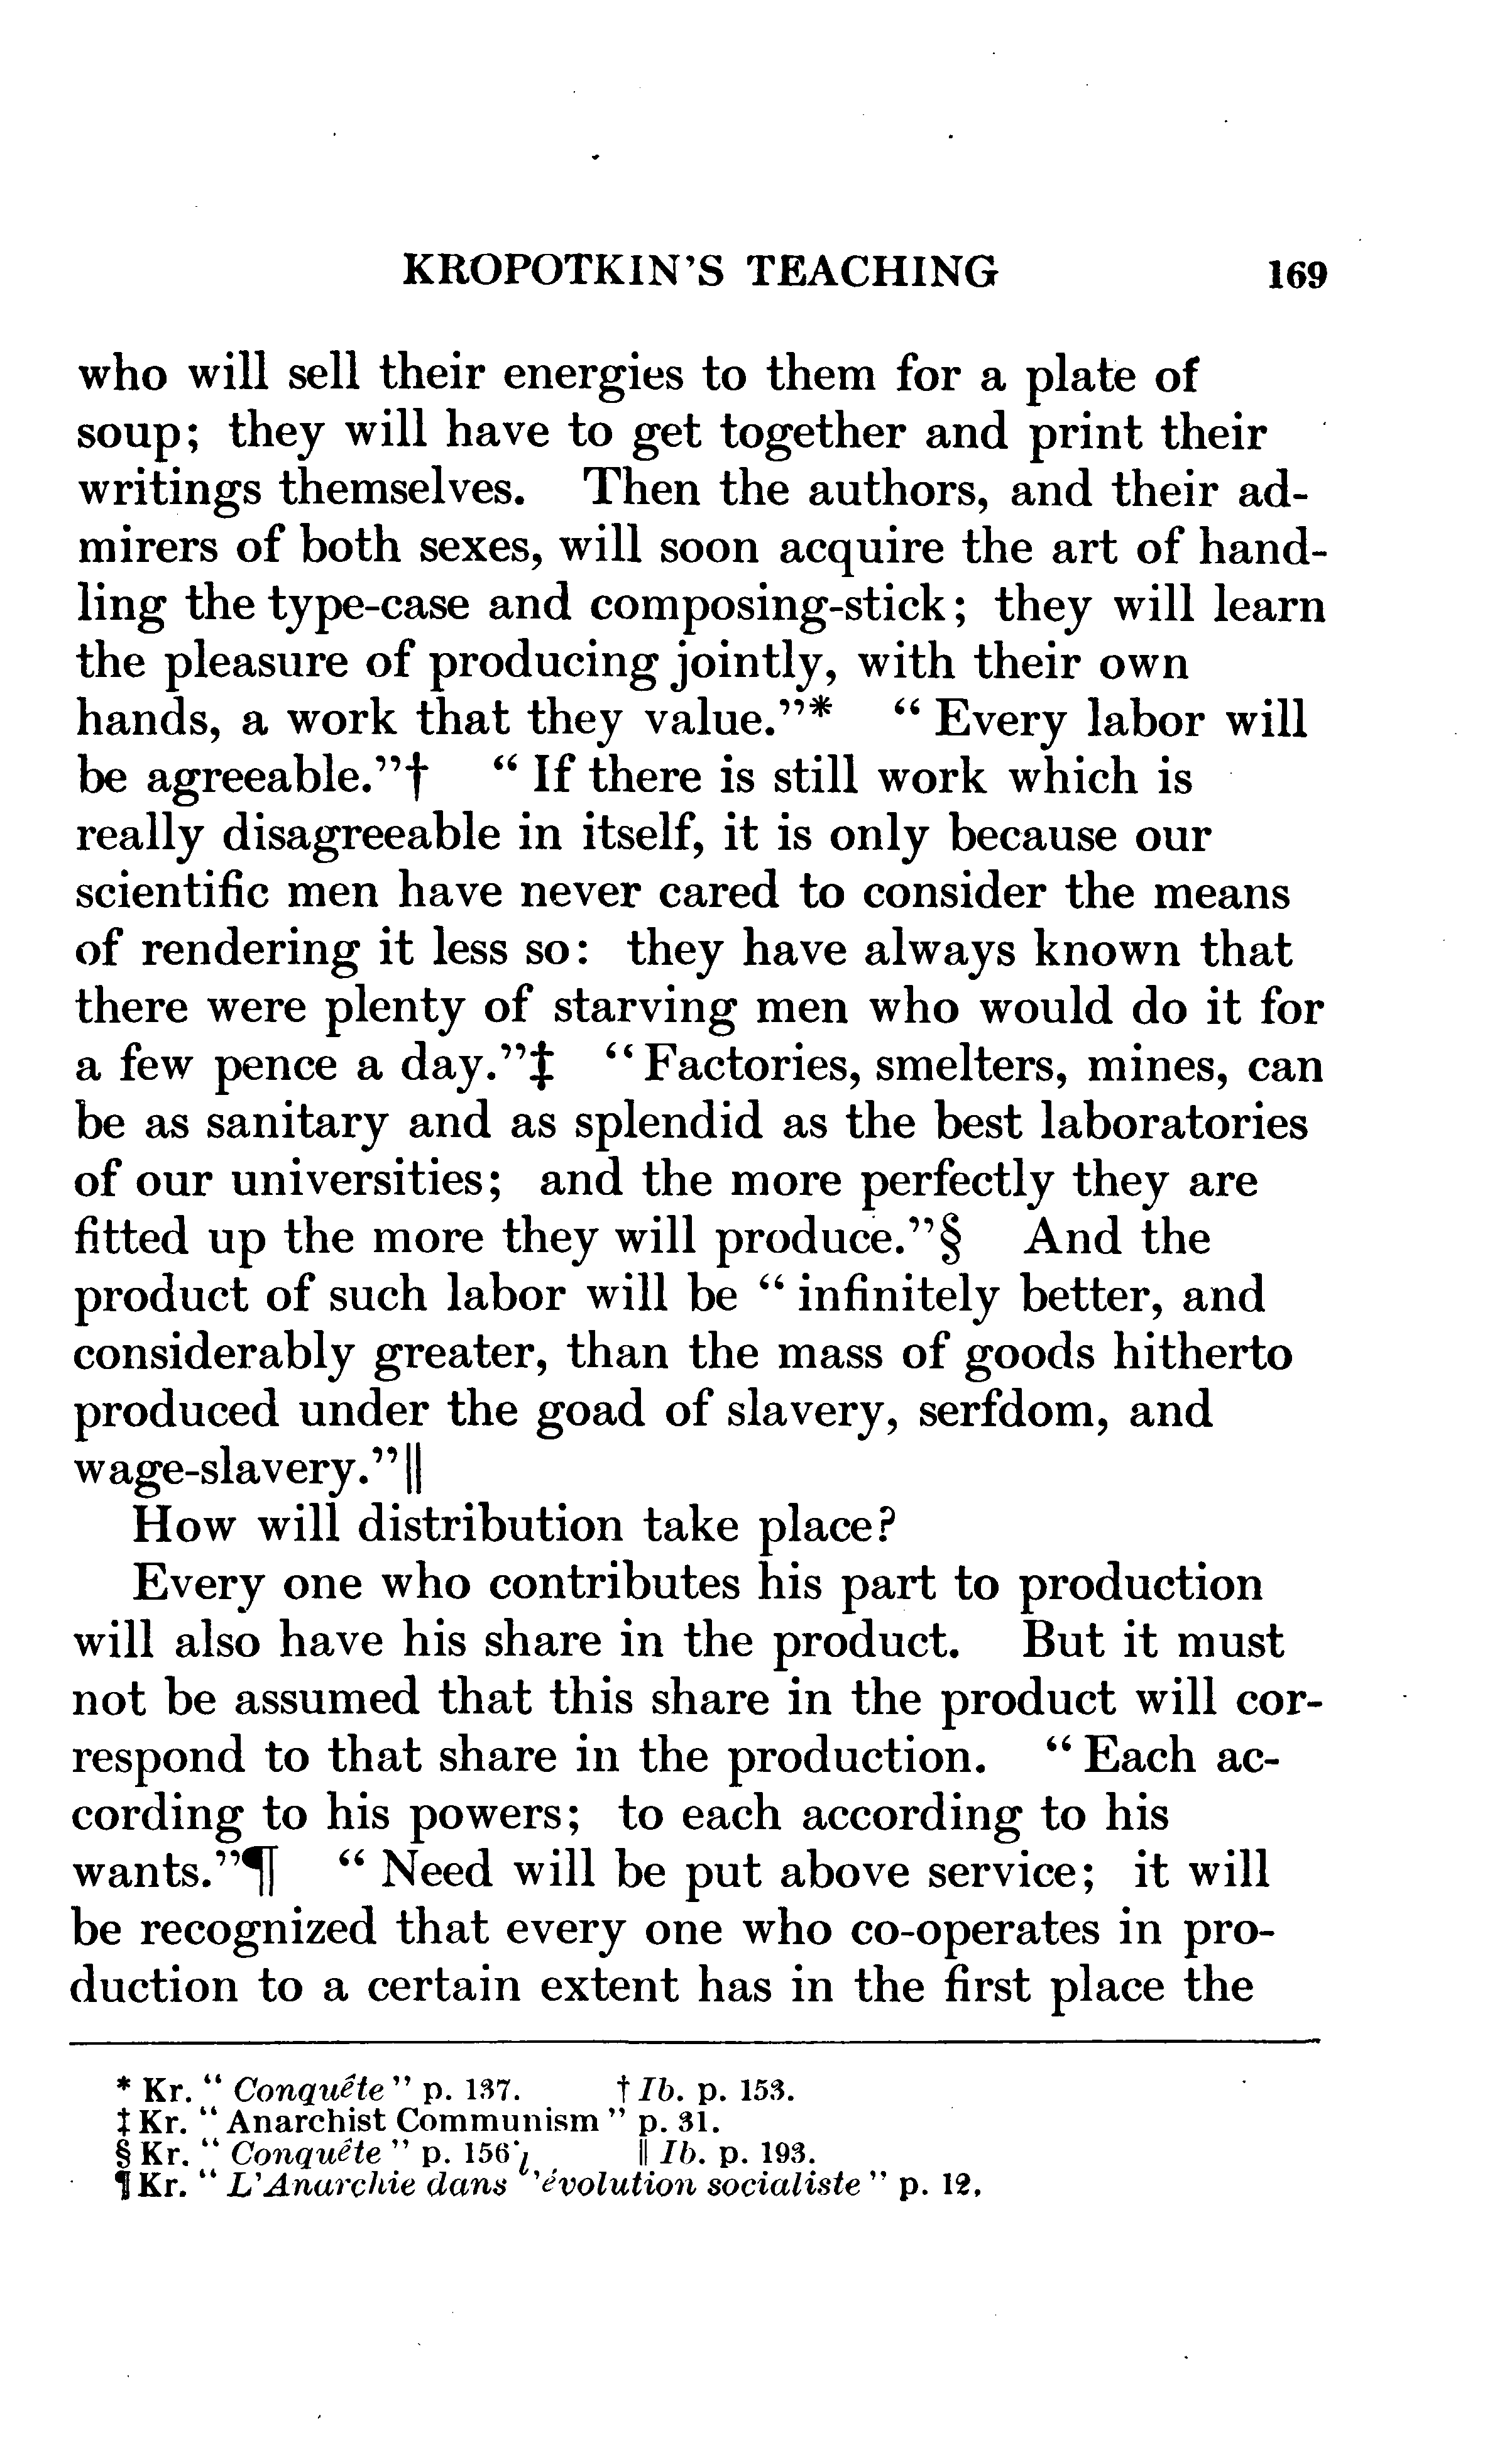 KROPOTKIN'S TEACHING 169
who will sell their energies to them for a plate of
soup; they will have to get together and print their
writings themselves. Then the authors, and their ad-
mirers of both sexes, will soon acquire the art of hand-
ling the type-case and composing-stick; they will learn
the pleasure of producing jointly, with their own
hands, a work that they value."* "Every labor will
be agreeable."† "If there is still work which is
really disagreeable in itself, it is only because our
scientific men have never cared to consider the means
of rendering it less so: they have always known that
there were plenty of starving men who would do it for
a few pence a day."‡ "Factories, smelters, mines, can
be as sanitary and as splendid as the best laboratories
of our universities; and the more perfectly they are
fitted up the more they will produce."§ And the
product of such labor will be "infinitely better, and
considerably greater, than the mass of goods hitherto
produced under the goad of slavery, serfdom, and
wage-slavery."‖
How will distribution take place?
Every one who contributes his part to production
will also have his share in the product. But it must
not be assumed that this share in the product will cor-
respond to that share in the production. "Each ac-
cording to his powers; to each according to his
wants."¶ "Need will be put above service; it will
be recognized that every one who co-operates in pro-
duction to a certain extent has in the first place the
* Kr. "Conquête" p. 137. † Ib. p. 153.
‡ Kr. "Anarchist Communism" p. 31.
§ Kr. "Conquête" p. 156. ‖ Ib. p. 193.
¶ Kr. "L'Anarchie dans l'évolution socialiste" p. 12.